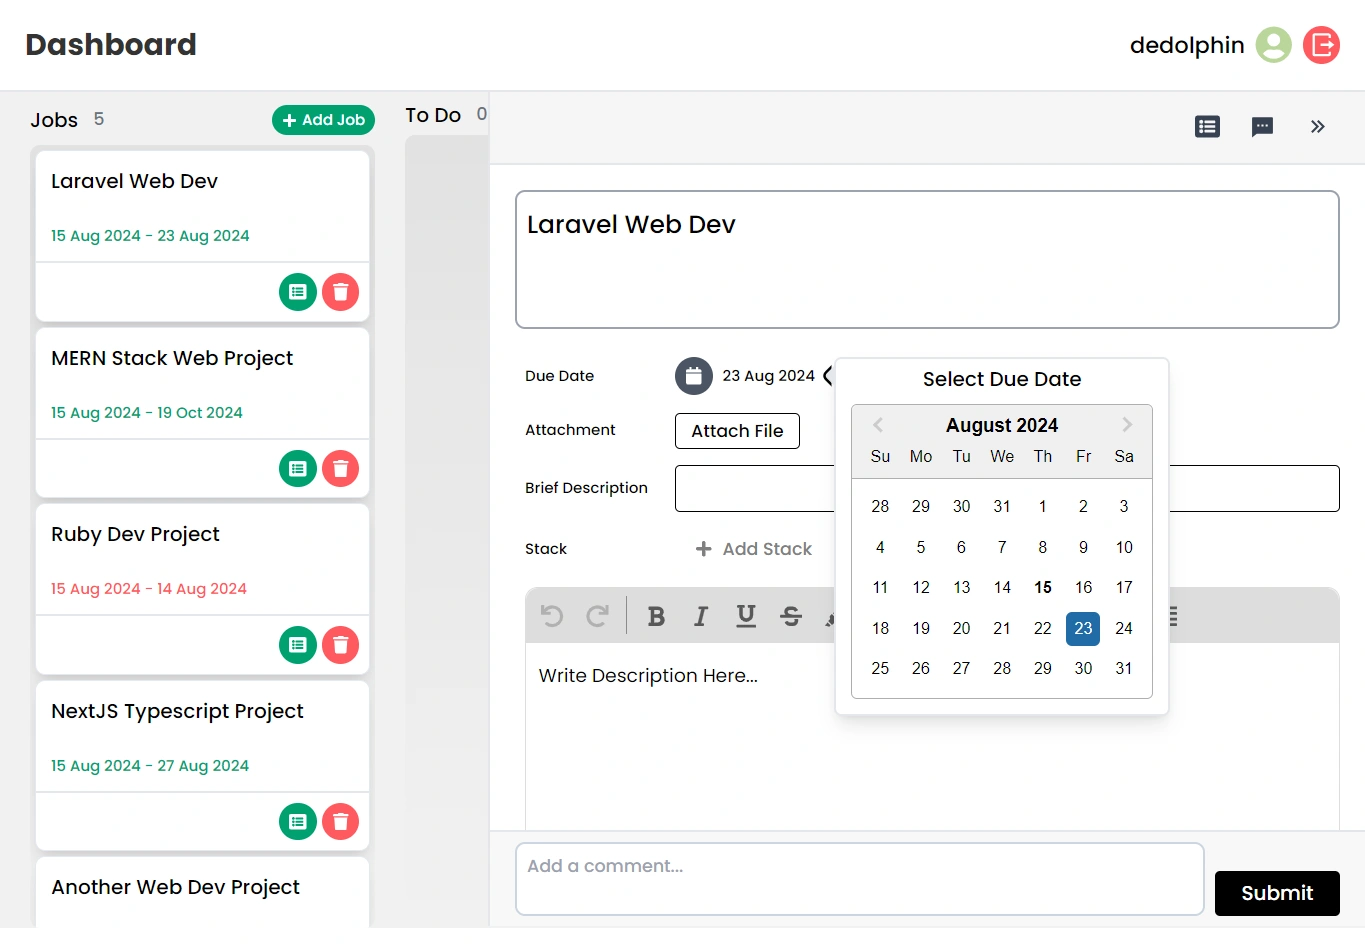 Dashboard
dedolphin
Jobs 5
+ Add Job
Laravel Web Dev
15 Aug 2024 - 23 Aug 2024
MERN Stack Web Project
15 Aug 2024 - 19 Oct 2024
Ruby Dev Project
15 Aug 2024 - 14 Aug 2024
NextJS Typescript Project
15 Aug 2024 - 27 Aug 2024
Another Web Dev Project
To Do 0
Laravel Web Dev
Due Date 23 Aug 2024
Attachment Attach File
Brief Description
Stack + Add Stack
B I U S
Write Description Here...
Select Due Date
August 2024
Su Mo Tu We Th Fr Sa
28 29 30 31 1 2 3
4 5 6 7 8 9 10
11 12 13 14 15 16 17
18 19 20 21 22 23 24
25 26 27 28 29 30 31
Add a comment...
Submit